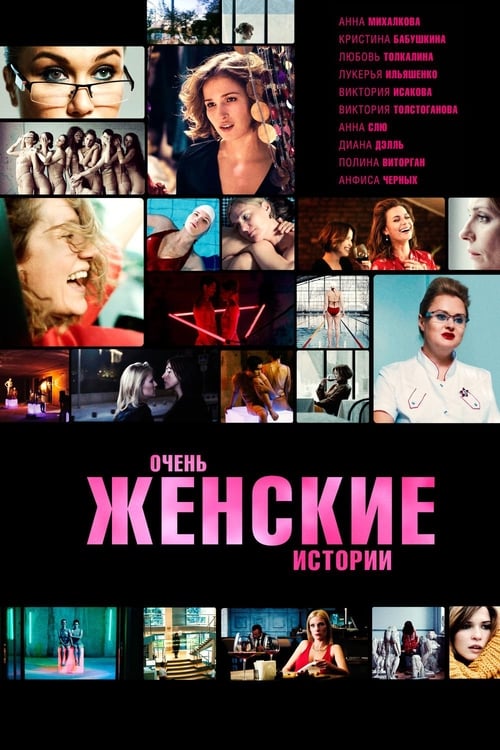 АННА МИХАЛКОВА
КРИСТИНА БАБУШКИНА
ЛЮБОВЬ ТОЛКАЛИНА
ЛУКЕРЬЯ ИЛЬЯШЕНКО
ВИКТОРИЯ ИСАКОВА
ВИКТОРИЯ ТОЛСТОГАНОВА
АННА СЛЮ
ДИАНА ДЭЛЛЬ
ПОЛИНА ВИТОРГАН
АНФИСА ЧЕРНЫХ
ОЧЕНЬ
ЖЕНСКИЕ
ИСТОРИИ